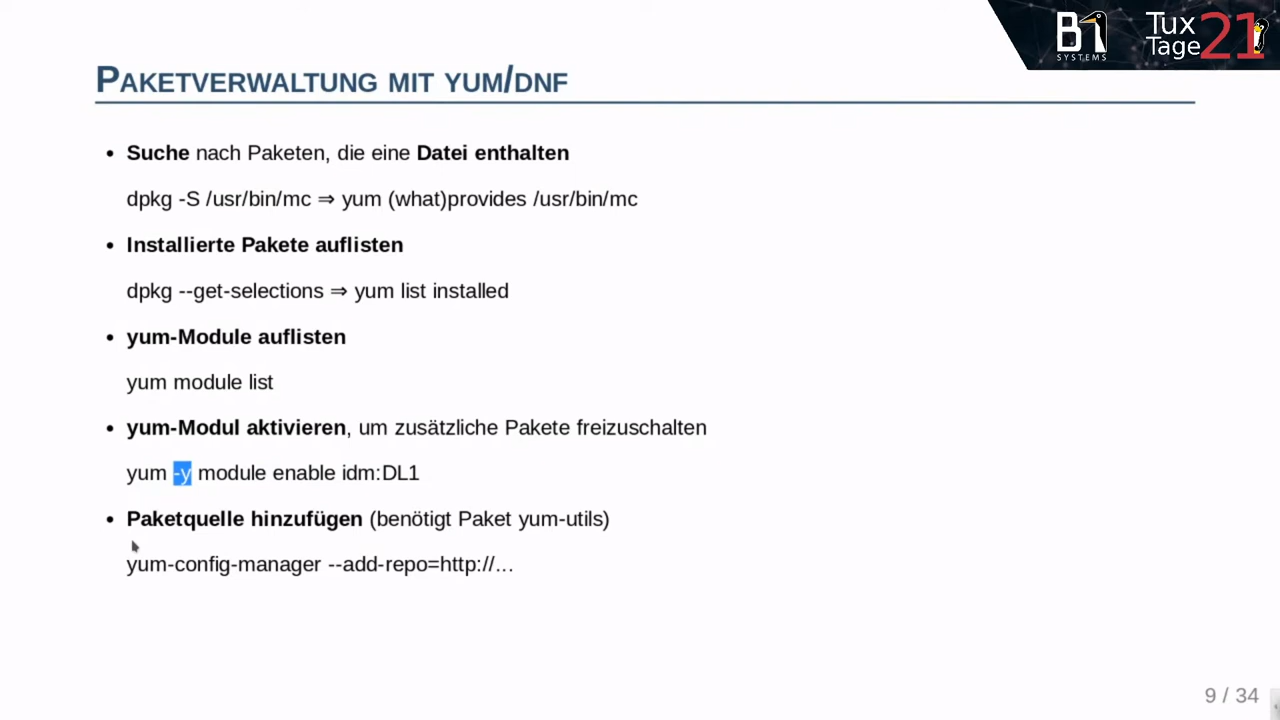 B1
SYSTEMS
Tux
Tage 21
PAKETVERWALTUNG MIT YUM/DNF
• Suche nach Paketen, die eine Datei enthalten
dpkg -S /usr/bin/mc ⇒ yum (what)provides /usr/bin/mc
• Installierte Pakete auflisten
dpkg --get-selections ⇒ yum list installed
• yum-Module auflisten
yum module list
• yum-Modul aktivieren, um zusätzliche Pakete freizuschalten
yum -y module enable idm:DL1
• Paketquelle hinzufügen (benötigt Paket yum-utils)
yum-config-manager --add-repo=http://...
9 / 34